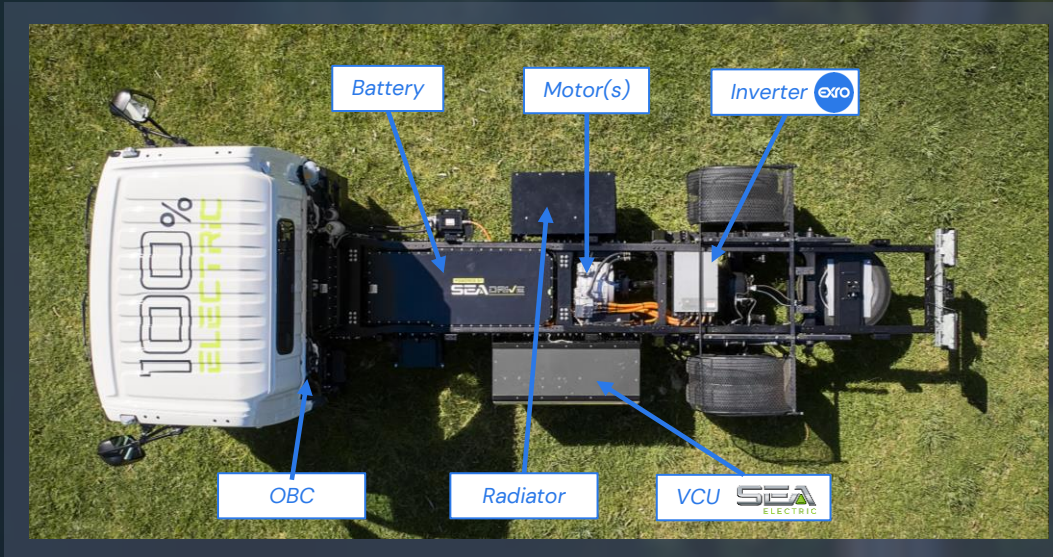 Battery
Motor(s)
Inverter exro
100%
ELECTRIC
SEA DRIVE
OBC
Radiator
VCU SEA
ELECTRIC